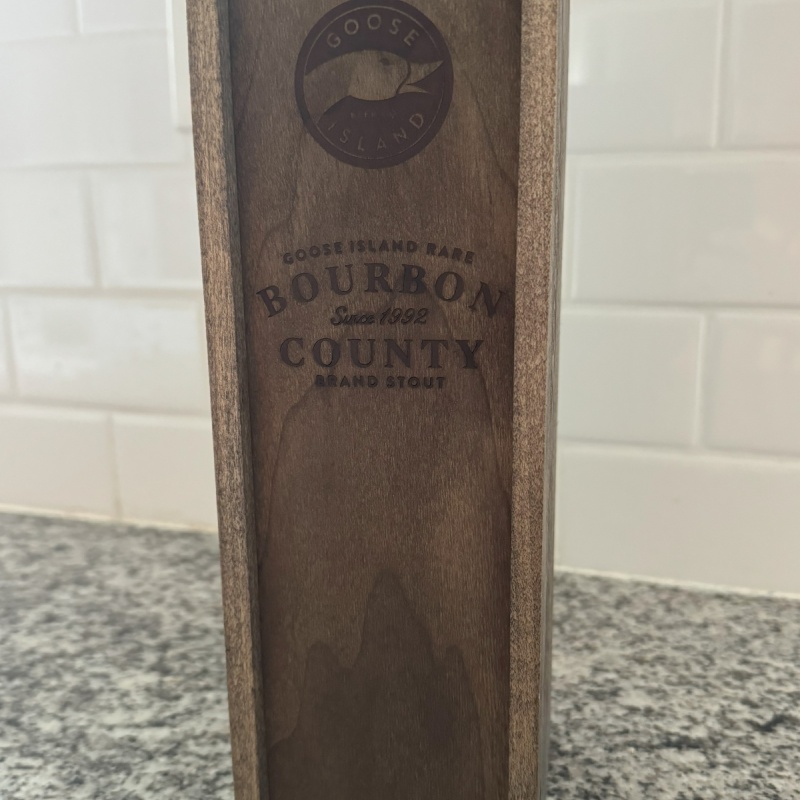 GOOSE
ISLAND
GOOSE ISLAND RARE
BOURBON
Since 1992
COUNTY
BRAND STOUT